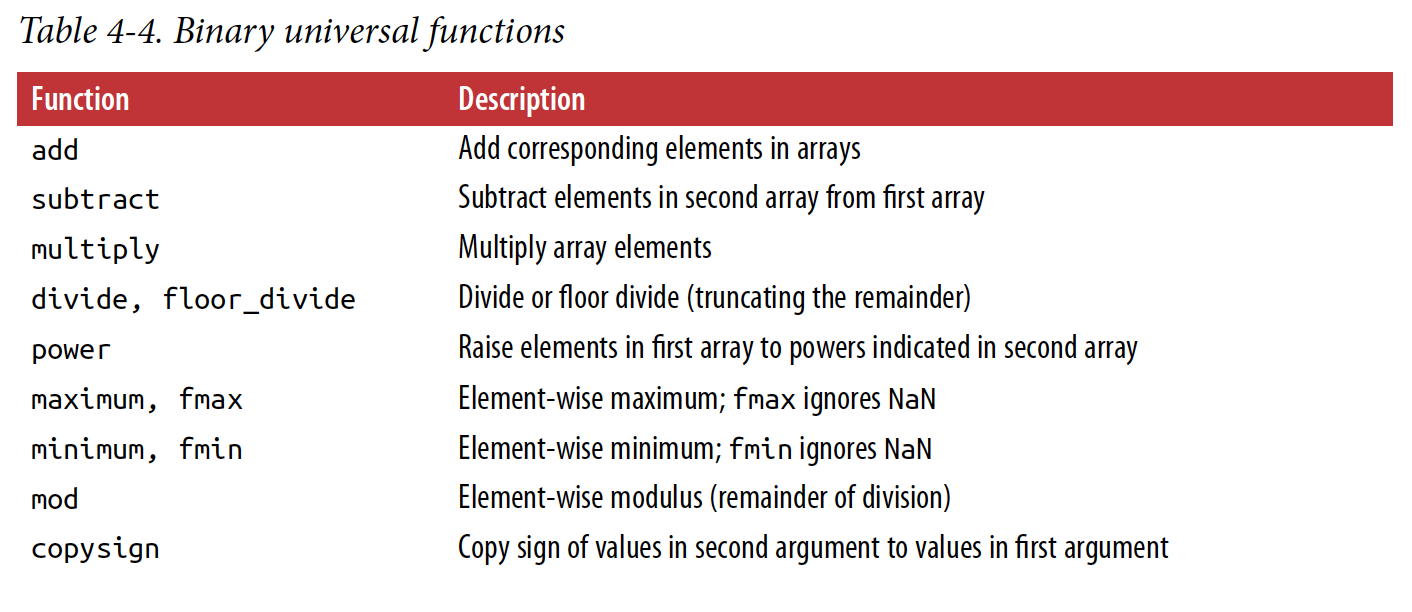 Table 4-4. Binary universal functions
Function Description
add Add corresponding elements in arrays
subtract Subtract elements in second array from first array
multiply Multiply array elements
divide, floor_divide Divide or floor divide (truncating the remainder)
power Raise elements in first array to powers indicated in second array
maximum, fmax Element-wise maximum; fmax ignores NaN
minimum, fmin Element-wise minimum; fmin ignores NaN
mod Element-wise modulus (remainder of division)
copysign Copy sign of values in second argument to values in first argument